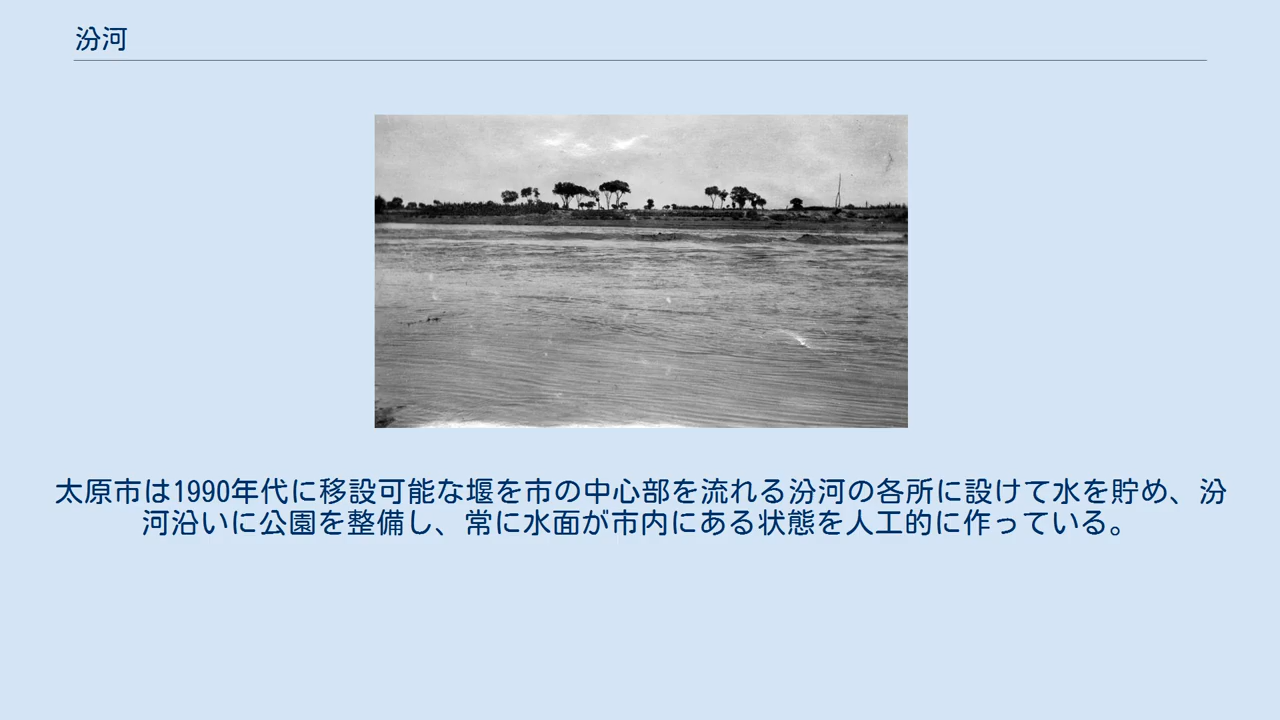 汾河
太原市は1990年代に移設可能な堰を市の中心部を流れる汾河の各所に設けて水を貯め、汾
河沿いに公園を整備し、常に水面が市内にある状態を人工的に作っている。